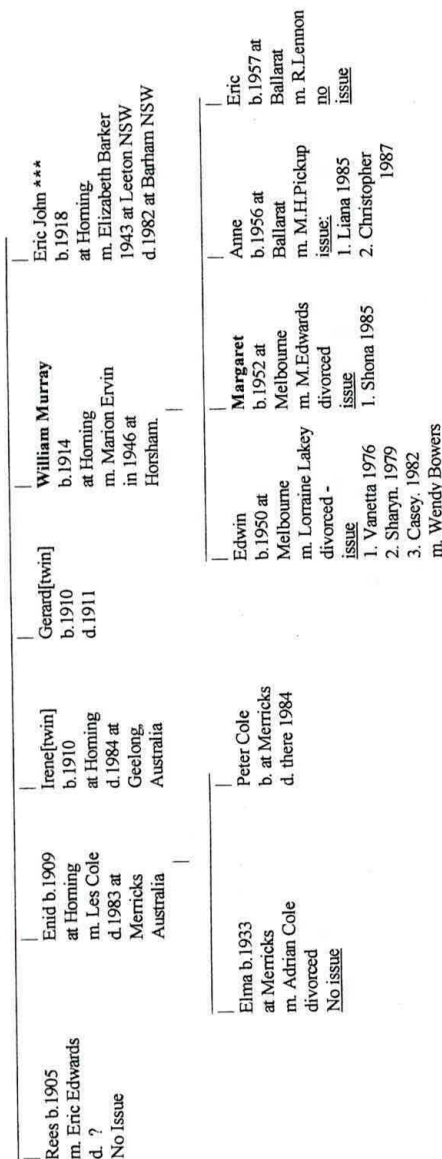 Rees b.1905
m. Eric Edwards
d. ?
No Issue
Enid b.1909
at Horning
m. Les Cole
d.1983 at
Merricks
Australia
Irene[twin]
b.1910
at Horning
d.1984 at
Geelong,
Australia
Gerard[twin]
b.1910
d.1911
William Murray
b.1914
at Horning
m. Marion Ervin
in 1946 at
Horsham.
Eric John ***
b.1918
at Horning.
m. Elizabeth Barker
1943 at Leeton NSW
d.1982 at Barham NSW
Elma b.1933
at Merricks
m. Adrian Cole
divorced
No issue
Peter Cole
b. at Merricks
d. there 1984
Edwin
b.1950 at
Melbourne
m. Lorraine Lakey
divorced -
issue
1. Vanetta 1976
2. Sharyn. 1979
3. Casey. 1982
m. Wendy Bowers
Margaret
b.1952 at
Melbourne
m. M.Edwards
divorced
issue
1. Shona 1985
Anne
b.1956 at
Ballarat
m. M.H.Pickup
issue:
1. Liana 1985
2. Christopher
1987
Eric
b.1957 at
Ballarat
m. R.Lennon
no
issue